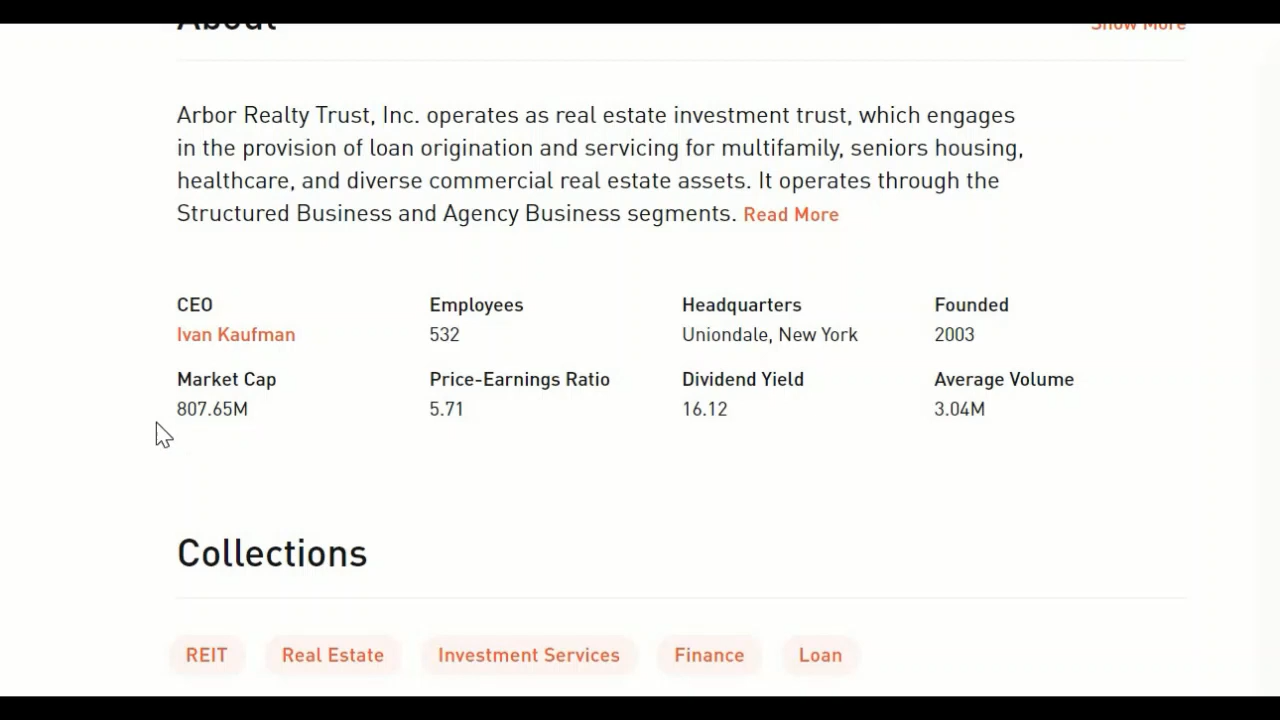 About
Show More
Arbor Realty Trust, Inc. operates as real estate investment trust, which engages
in the provision of loan origination and servicing for multifamily, seniors housing,
healthcare, and diverse commercial real estate assets. It operates through the
Structured Business and Agency Business segments. Read More
CEO
Ivan Kaufman
Employees
532
Headquarters
Uniondale, New York
Founded
2003
Market Cap
807.65M
Price-Earnings Ratio
5.71
Dividend Yield
16.12
Average Volume
3.04M
Collections
REIT
Real Estate
Investment Services
Finance
Loan